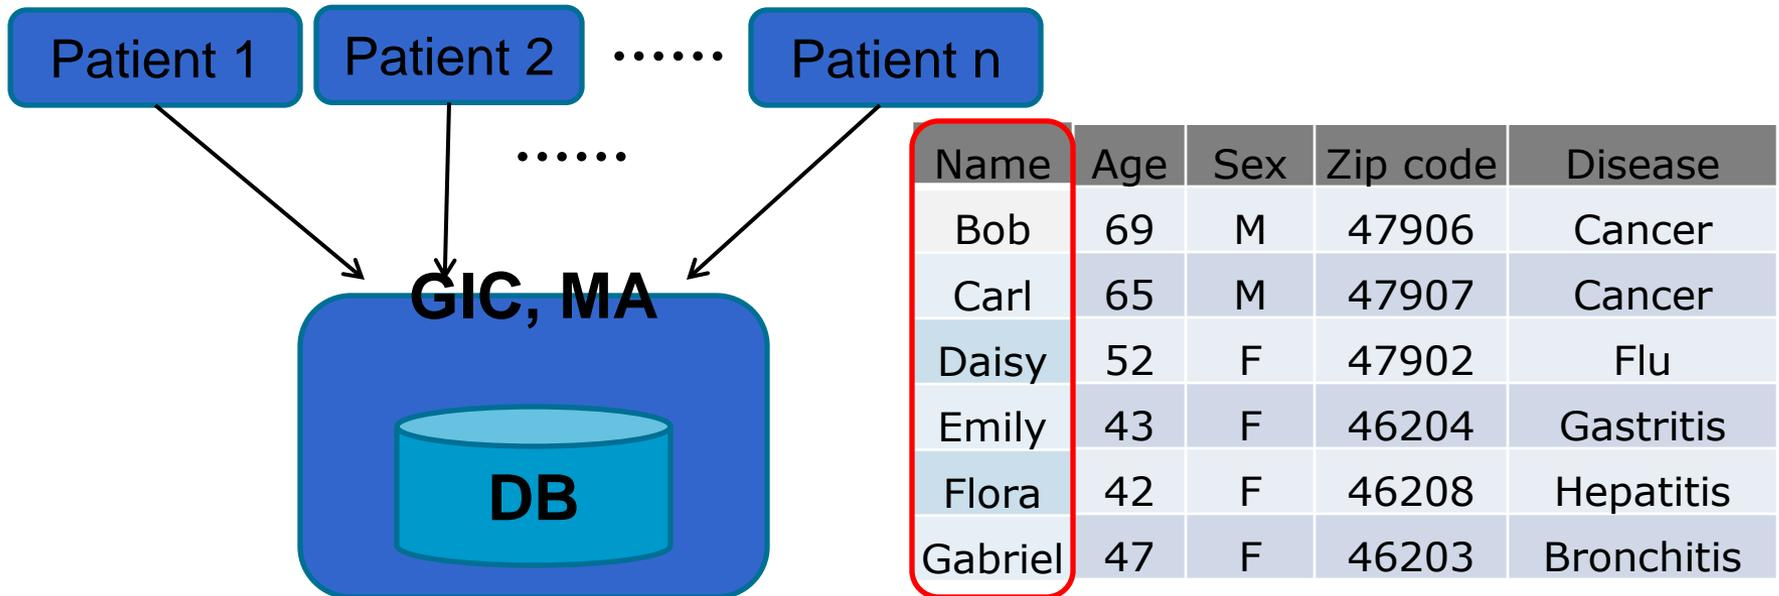 Patient 1 Patient 2 ...... Patient n
......
GIC, MA
DB
Name Age Sex Zip code Disease
Bob 69 M 47906 Cancer
Carl 65 M 47907 Cancer
Daisy 52 F 47902 Flu
Emily 43 F 46204 Gastritis
Flora 42 F 46208 Hepatitis
Gabriel 47 F 46203 Bronchitis